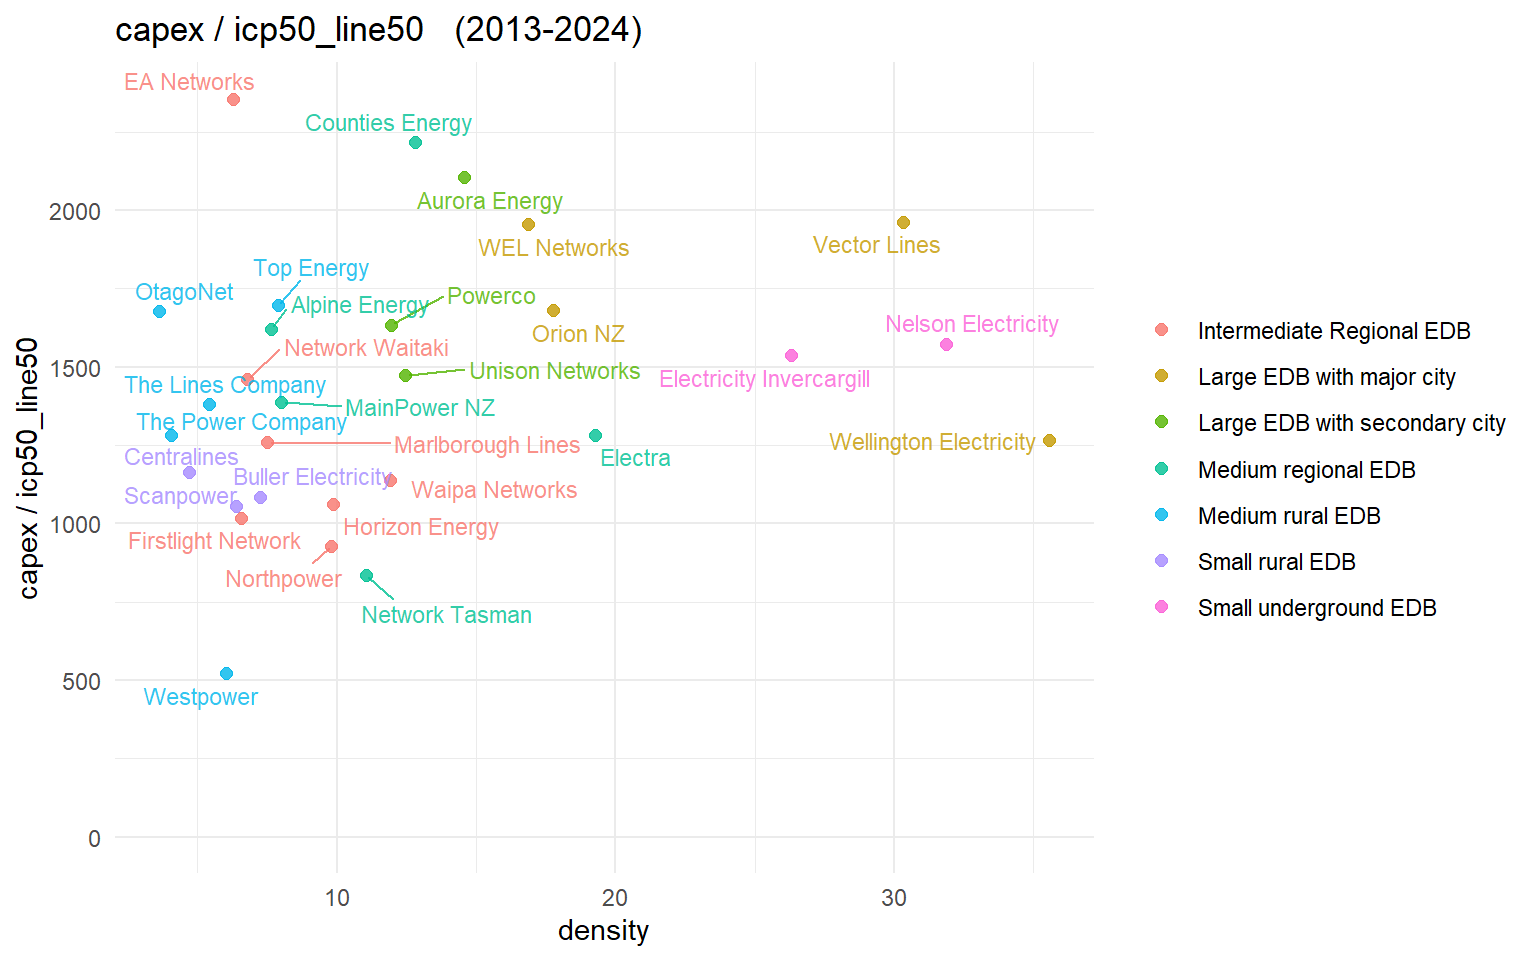 capex / icp50_line50 (2013-2024)
EA Networks
Counties Energy
Aurora Energy
WEL Networks
Vector Lines
Top Energy
OtagoNet
Alpine Energy
Powerco
Orion NZ
Nelson Electricity
Network Waitaki
Unison Networks
Electricity Invercargill
The Lines Company
MainPower NZ
The Power Company
Marlborough Lines
Wellington Electricity
Electra
Centralines
Buller Electricity
Waipa Networks
Scanpower
Horizon Energy
Firstlight Network
Northpower
Network Tasman
Westpower
2000
1500
1000
500
0
capex / icp50_line50
10
20
30
density
Intermediate Regional EDB
Large EDB with major city
Large EDB with secondary city
Medium regional EDB
Medium rural EDB
Small rural EDB
Small underground EDB